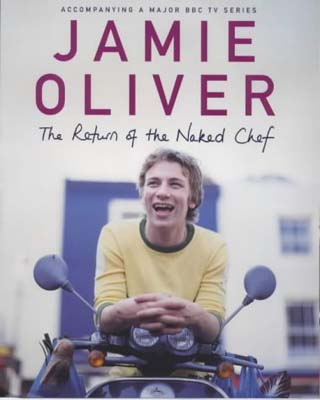 ACCOMPANYING A MAJOR BBC TV SERIES
JAMIE
OLIVER
The Return of the Naked Chef